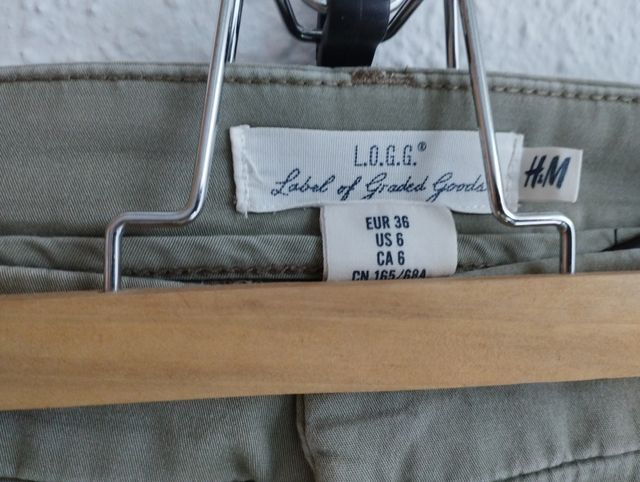 L.O.G.G.®
Label of Graded Goods
H&M
EUR 36
US 6
CA 6
CN 165/68A